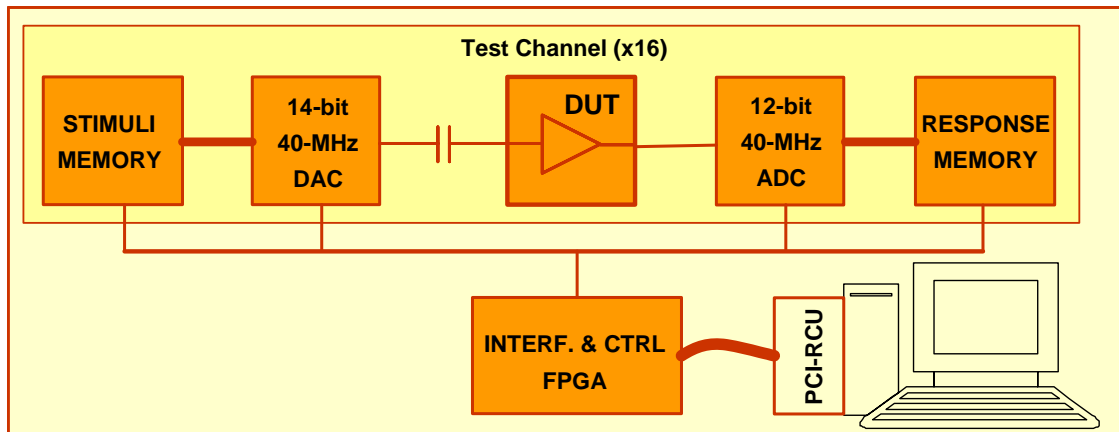 Test Channel (x16)
STIMULI
MEMORY
14-bit
40-MHz
DAC
DUT
12-bit
40-MHz
ADC
RESPONSE
MEMORY
INTERF. & CTRL
FPGA
PCI-RCU